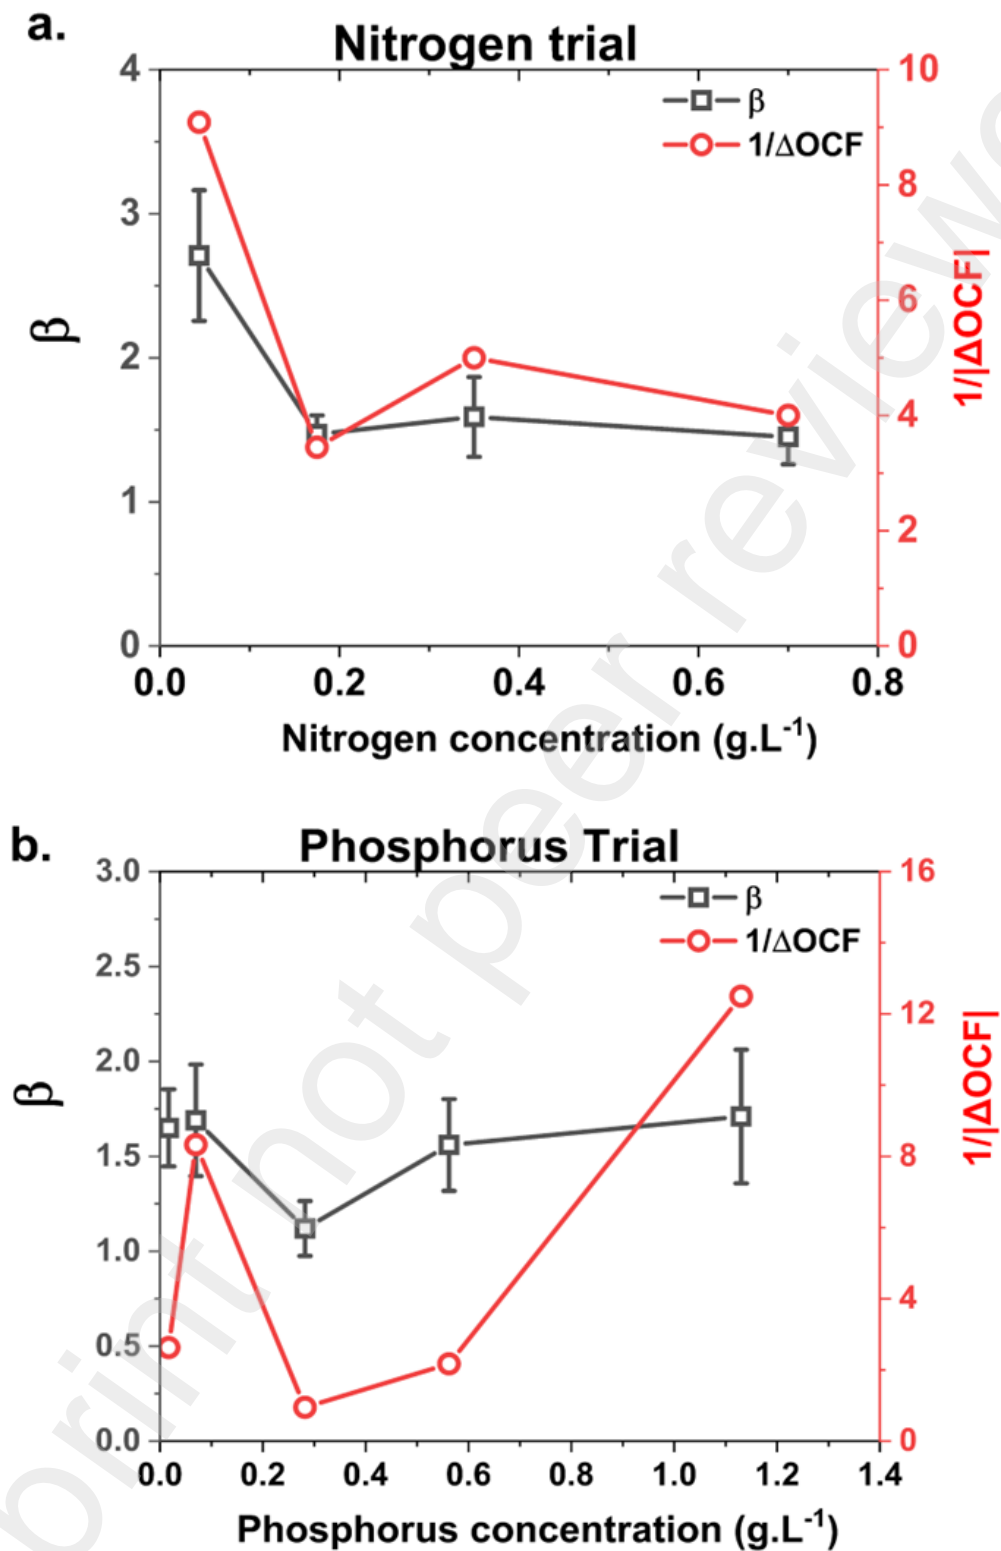 a.
Nitrogen trial
β
1/ΔOCF
4
3
2
1
0
10
8
6
4
2
0
β
1/|ΔOCF|
0.0 0.2 0.4 0.6 0.8
Nitrogen concentration (g.L⁻¹)
b.
Phosphorus Trial
β
1/ΔOCF
3.0
2.5
2.0
1.5
1.0
0.5
0.0
16
12
8
4
0
β
1/|ΔOCF|
0.0 0.2 0.4 0.6 0.8 1.0 1.2 1.4
Phosphorus concentration (g.L⁻¹)
print not peer review